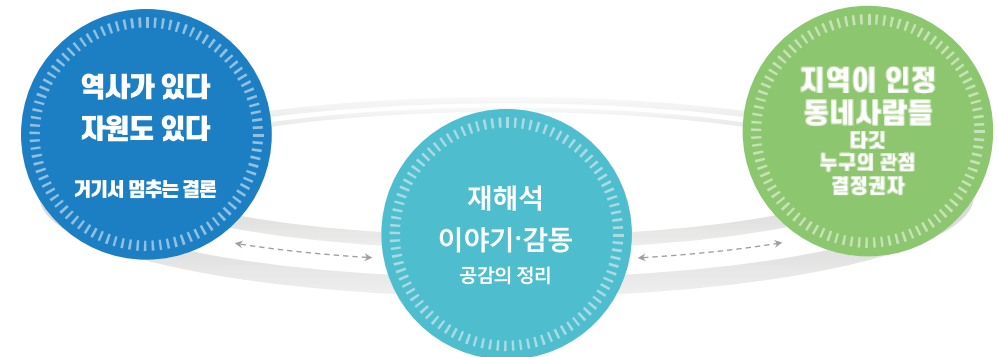 역사가 있다
자원도 있다
거기서 멈추는 결론
재해석
이야기·감동
공감의 정리
지역이 인정
동네사람들
타깃
누구의 관점
결정권자